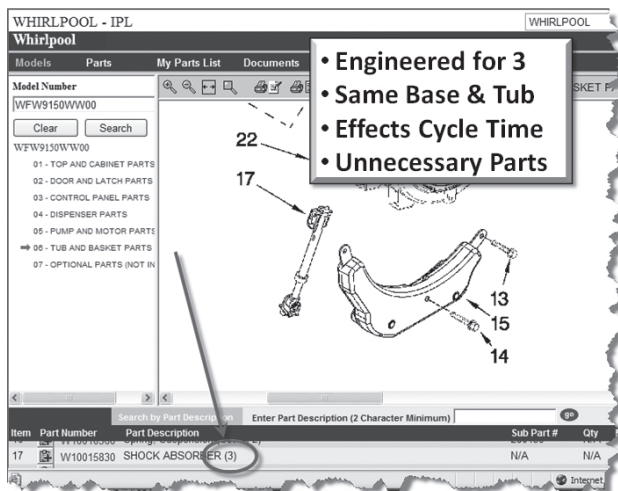 WHIRLPOOL - IPL
WHIRLPOOL
Whirlpool
Models Parts My Parts List Documents
• Engineered for 3
• Same Base & Tub
• Effects Cycle Time
• Unnecessary Parts
Model Number
WFW9150WW00
Clear Search
WFW9150WW00
01 - TOP AND CABINET PARTS
02 - DOOR AND LATCH PARTS
03 - CONTROL PANEL PARTS
04 - DISPENSER PARTS
05 - PUMP AND MOTOR PARTS
06 - TUB AND BASKET PARTS
07 - OPTIONAL PARTS (NOT IN
22
17
13
15
14
Search by Part Description Enter Part Description (2 Character Minimum) go
Item Part Number Part Description Sub Part # Qty
17 W10015830 SHOCK ABSORBER (3) N/A N/A
Internet